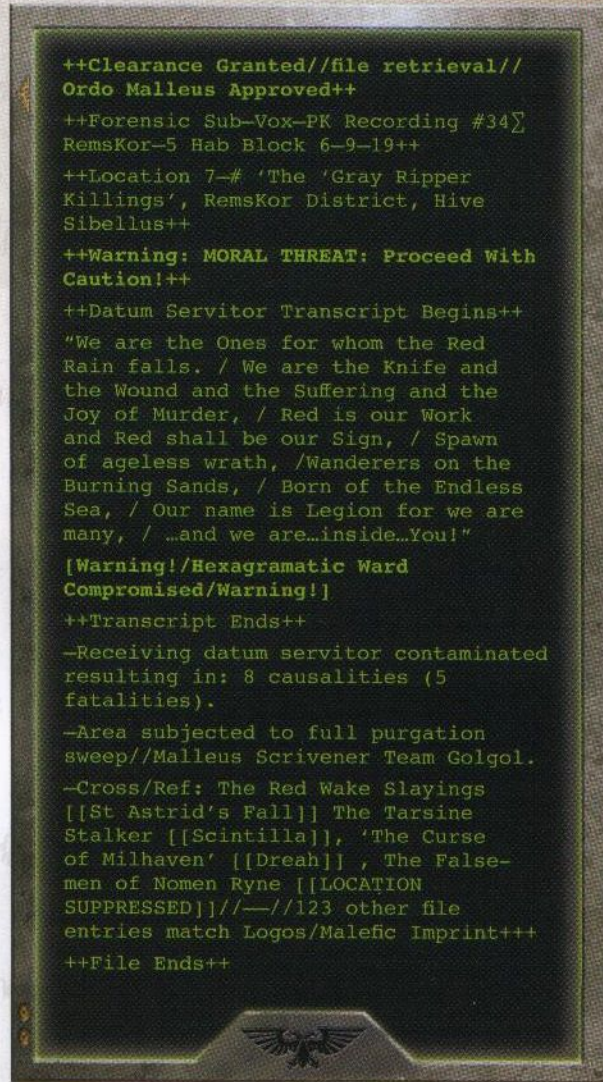 ++Clearance Granted//file retrieval//
Ordo Malleus Approved++
++Forensic Sub—Vox—PK Recording #34∑
RemsKor—5 Hab Block 6—9—19++
++Location 7—# ‘The ‘Gray Ripper
Killings’, RemsKor District, Hive
Sibellus++
++Warning: MORAL THREAT: Proceed With
Caution!++
++Datum Servitor Transcript Begins++
"We are the Ones for whom the Red
Rain falls. / We are the Knife and
the Wound and the Suffering and the
Joy of Murder, / Red is our Work
and Red shall be our Sign, / Spawn
of ageless wrath, /Wanderers on the
Burning Sands, / Born of the Endless
Sea, / Our name is Legion for we are
many, / …and we are…inside…You!"
[Warning!/Hexagramatic Ward
Compromised/Warning!]
++Transcript Ends++
—Receiving datum servitor contaminated
resulting in: 8 causalities (5
fatalities).
—Area subjected to full purgation
sweep//Malleus Scrivener Team Golgol.
—Cross/Ref: The Red Wake Slayings
[[St Astrid’s Fall]] The Tarsine
Stalker [[Scintilla]], ‘The Curse
of Milhaven’ [[Dreah]] , The False-
men of Nomen Ryne [[LOCATION
SUPPRESSED]]//——//123 other file
entries match Logos/Malefic Imprint+++
++File Ends++